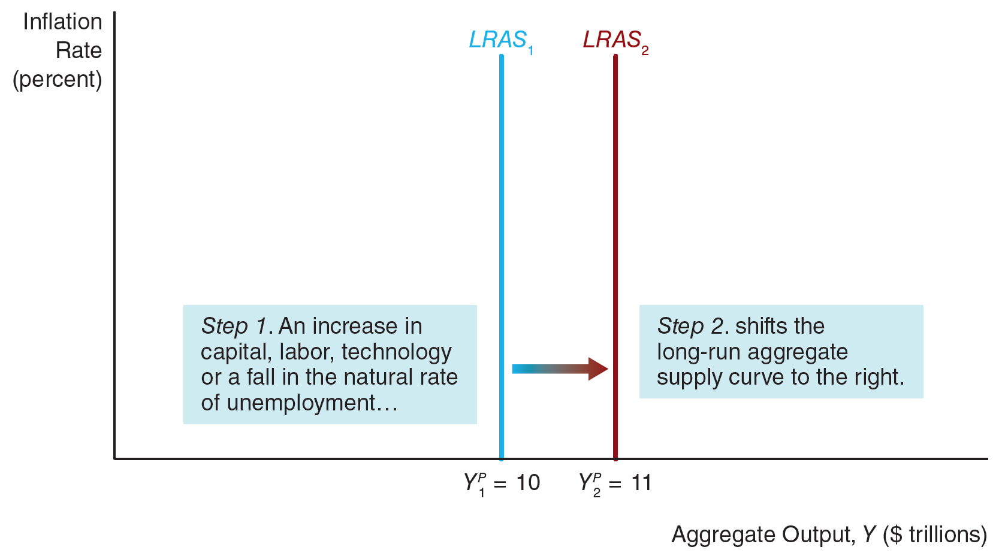 Inflation
Rate
(percent)
LRAS₁
LRAS₂
Step 1. An increase in
capital, labor, technology
or a fall in the natural rate
of unemployment…
Step 2. shifts the
long-run aggregate
supply curve to the right.
Y₁ᴾ = 10
Y₂ᴾ = 11
Aggregate Output, Y ($ trillions)